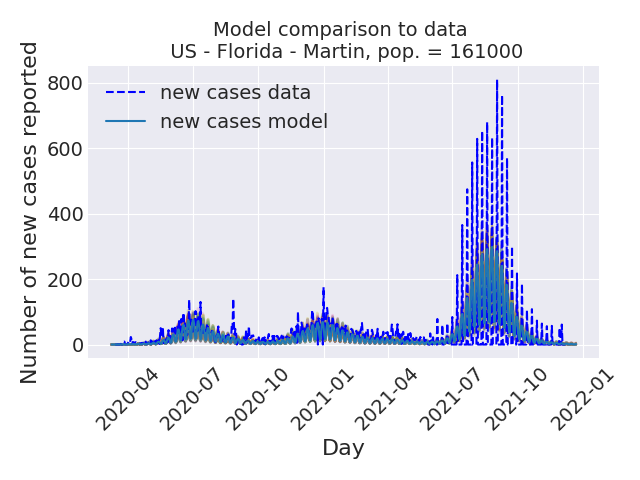 Model comparison to data
US - Florida - Martin, pop. = 161000
Number of new cases reported
800
600
400
200
0
new cases data
new cases model
2020-04
2020-07
2020-10
2021-01
2021-04
2021-07
2021-10
2022-01
Day